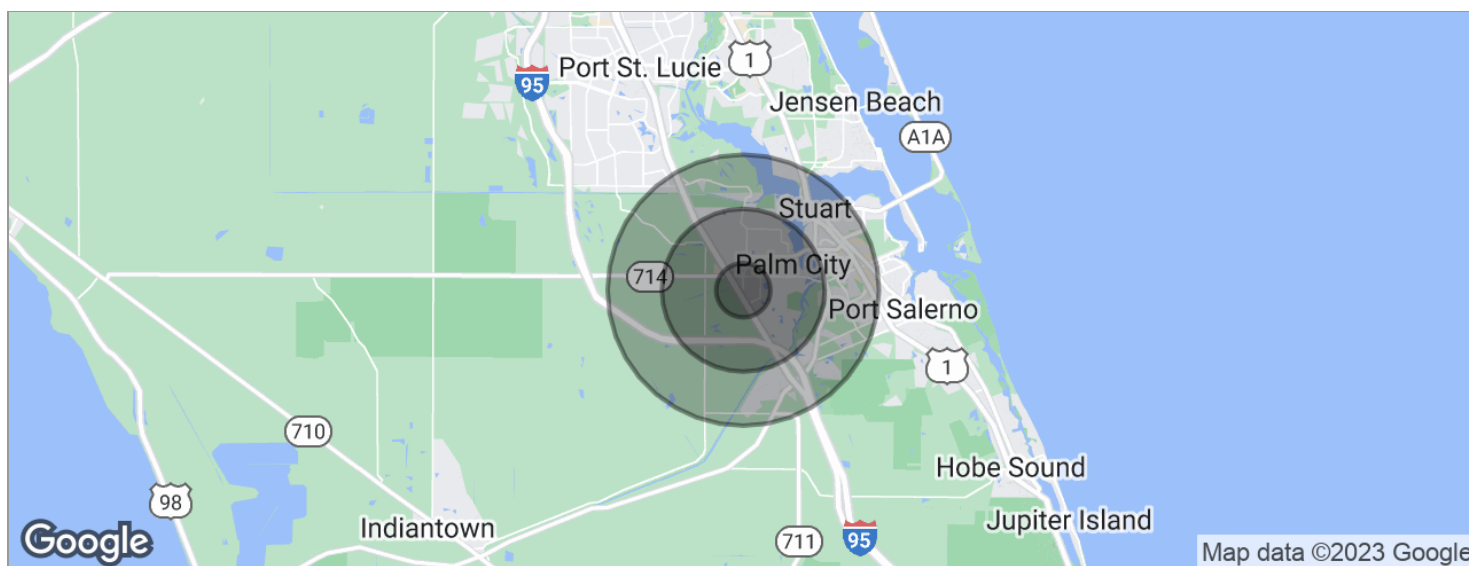 Port St. Lucie
1
95
Jensen Beach
A1A
Stuart
Palm City
714
Port Salerno
1
710
Hobe Sound
98
Indiantown
Jupiter Island
711
95
Google
Map data ©2023 Google